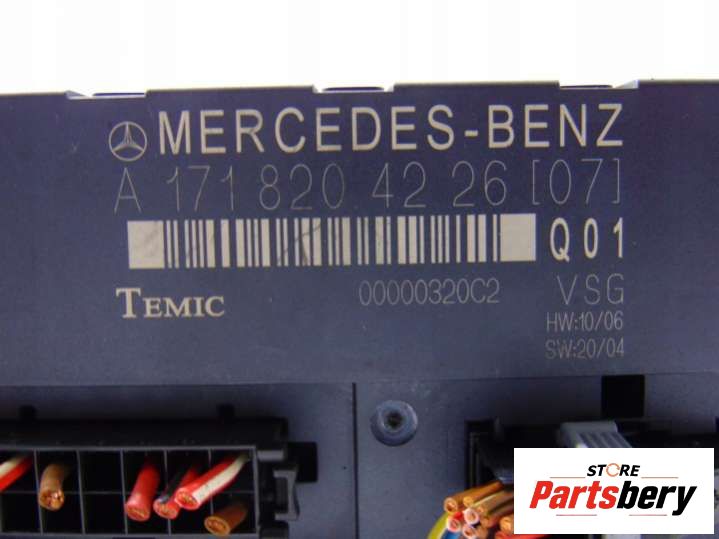 MERCEDES-BENZ
A 171 820 42 26 [07]
Q01
TEMIC 00000320C2 VSG
HW:10/06
SW:20/04
STORE
Partsbery